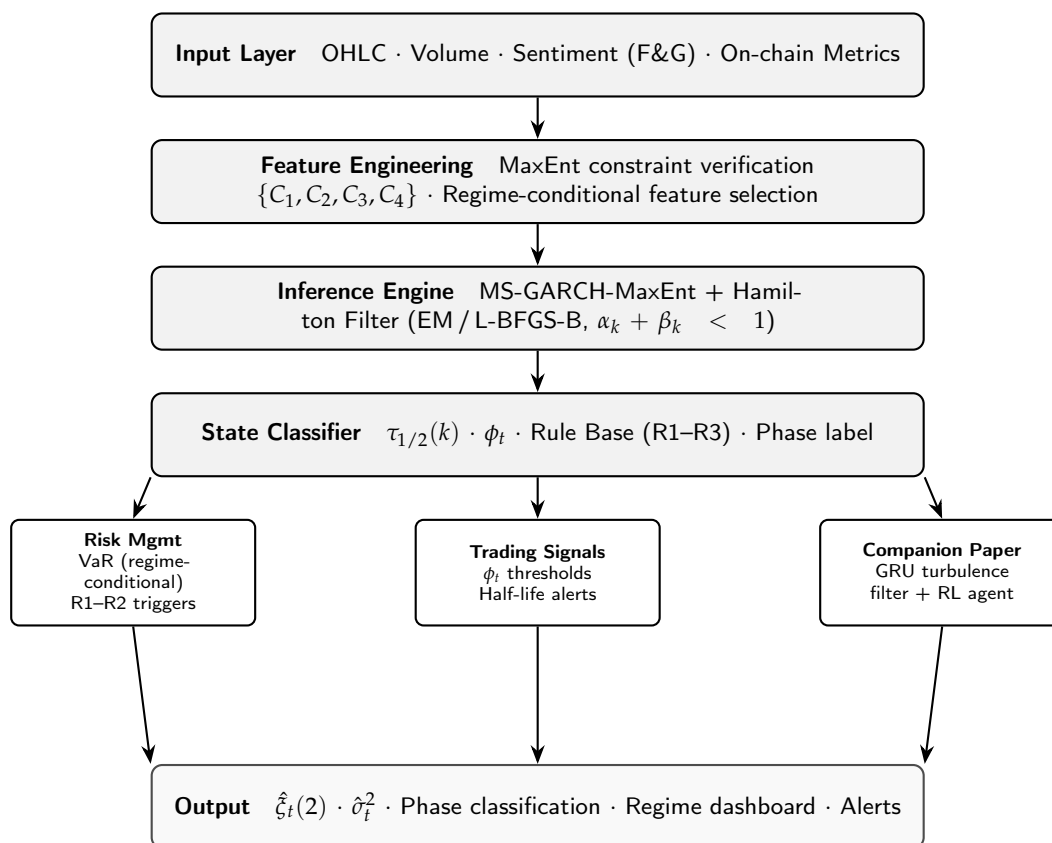 Input Layer OHLC · Volume · Sentiment (F&G) · On-chain Metrics
Feature Engineering MaxEnt constraint verification
{C₁, C₂, C₃, C₄} · Regime-conditional feature selection
Inference Engine MS-GARCH-MaxEnt + Hamil-
ton Filter (EM / L-BFGS-B, αₖ + βₖ < 1)
State Classifier τ₁/₂(k) · ϕₜ · Rule Base (R1–R3) · Phase label
Risk Mgmt
VaR (regime-
conditional)
R1–R2 triggers
Trading Signals
ϕₜ thresholds
Half-life alerts
Companion Paper
GRU turbulence
filter + RL agent
Output ξ̂ₜ(2) · σ̂ₜ² · Phase classification · Regime dashboard · Alerts